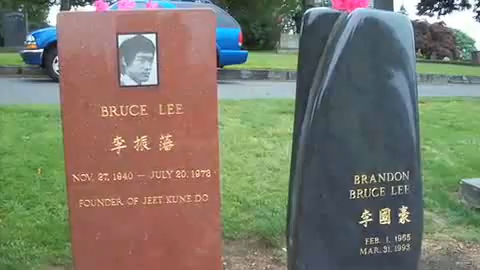 BRUCE LEE
李振藩
NOV. 27, 1940 — JULY 20, 1973
FOUNDER OF JEET KUNE DO
BRANDON
BRUCE LEE
李國豪
FEB. 1, 1965
MAR. 31, 1993